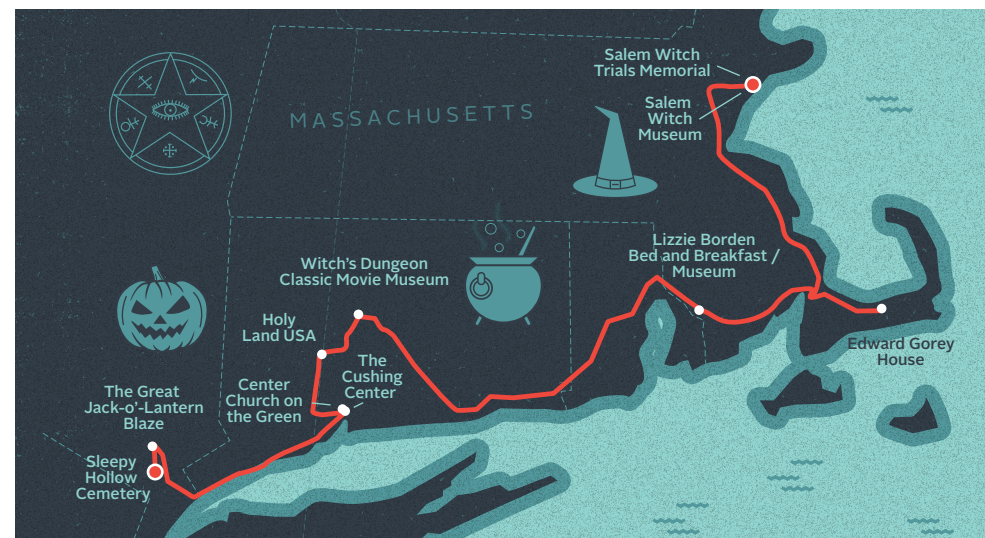 Salem Witch
Trials Memorial
MASSACHUSETTS
Salem
Witch
Museum
Lizzie Borden
Bed and Breakfast /
Museum
Witch's Dungeon
Classic Movie Museum
Holy
Land USA
The
Cushing
Center
Edward Gorey
House
Center
Church on
the Green
The Great
Jack-o'-Lantern
Blaze
Sleepy
Hollow
Cemetery